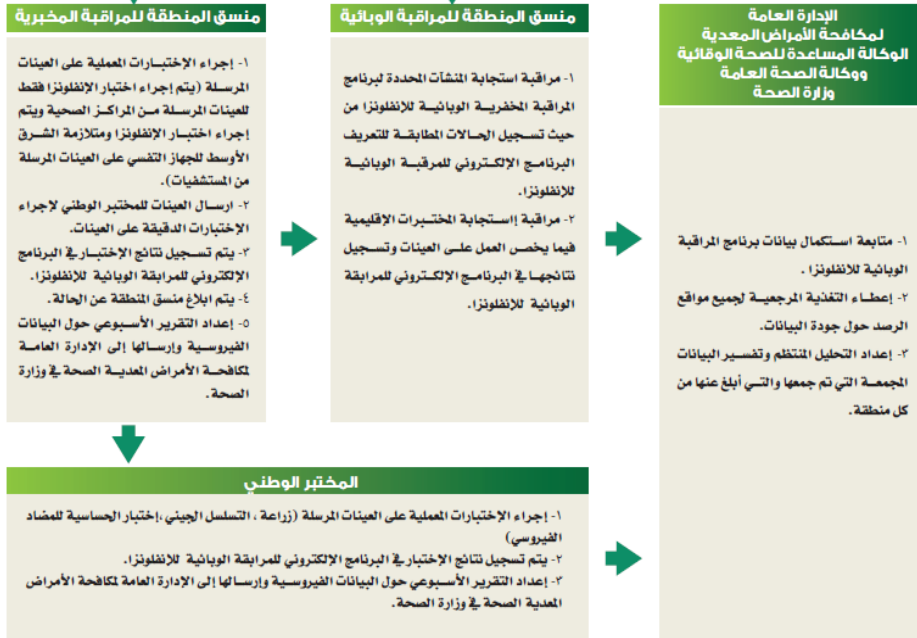 الإدارة العامة
لمكافحة الأمراض المعدية
الوكالة المساعدة للصحة الوقائية
ووكالة الصحة العامة
وزارة الصحة
١- متابعة استكمال بيانات برنامج المراقبة
الوبائية للانفلونزا .
٢- إعطاء التغذية المرجعية لجميع مواقع
الرصد حول جودة البيانات.
٣- إعداد التحليل المنتظم وتفسير البيانات
المجمعة التي تم جمعها والتي أبلغ عنها من
كل منطقة.
منسق المنطقة للمراقبة الوبائية
١- مراقبة استجابة المنشآت المحددة لبرنامج
المراقبة المخفرية الوبائية للإنفلونزا من
حيث تسجيل الحالات المطابقة للتعريف
البرنامج الإلكتروني للمرقبة الوبائية
للإنفلونزا.
٢- مراقبة إستجابة المختبرات الإقليمية
فيما يخص العمل على العينات وتسجيل
نتائجها في البرنامج الإلكتروني للمرابقة
الوبائية للإنفلونزا.
منسق المنطقة للمراقبة المخبرية
١- إجراء الإختبارات المعملية على العينات
المرسلة (يتم إجراء اختبار الإنفلونزا فقط
للعينات المرسلة من المراكز الصحية ويتم
إجراء اختبار الإنفلونزا ومتلازمة الشرق
الأوسط للجهاز التفسي على العينات المرسلة
من المستشفيات).
٢- ارسال العينات للمختبر الوطني لإجراء
الإختبارات الدقيقة على العينات.
٣- يتم تسجيل نتائج الإختبار في البرنامج
الإلكتروني للمرابقة الوبائية للإنفلونزا.
٤- يتم ابلاغ منسق المنطقة عن الحالة.
٥- إعداد التقرير الأسبوعي حول البيانات
الفيروسية وإرسالها إلى الإدارة العامة
لمكافحة الأمراض المعدية الصحة في وزارة
الصحة.
المختبر الوطني
١- إجراء الإختبارات المعملية على العينات المرسلة (زراعة ، التسلسل الجيني ،إختبار الحساسية للمضاد
الفيروسي)
٢- يتم تسجيل نتائج الإختبار في البرنامج الإلكتروني للمرابقة الوبائية للإنفلونزا.
٣- إعداد التقرير الأسبوعي حول البيانات الفيروسية وإرسالها إلى الإدارة العامة لمكافحة الأمراض
المعدية الصحة في وزارة الصحة.